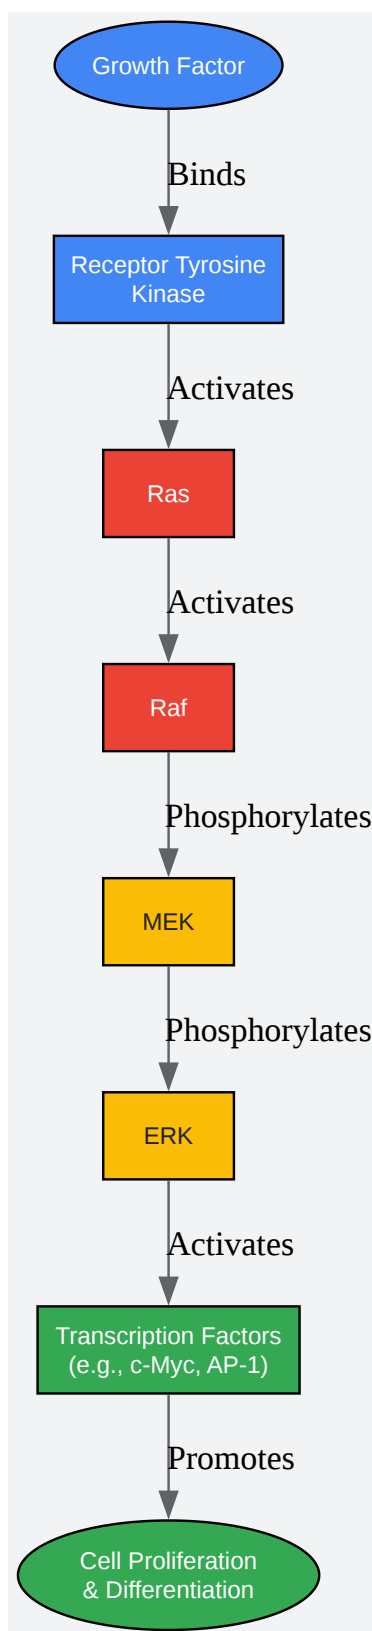 Growth Factor
Binds
Receptor Tyrosine
Kinase
Activates
Ras
Activates
Raf
Phosphorylates
MEK
Phosphorylates
ERK
Activates
Transcription Factors
(e.g., c-Myc, AP-1)
Promotes
Cell Proliferation
& Differentiation